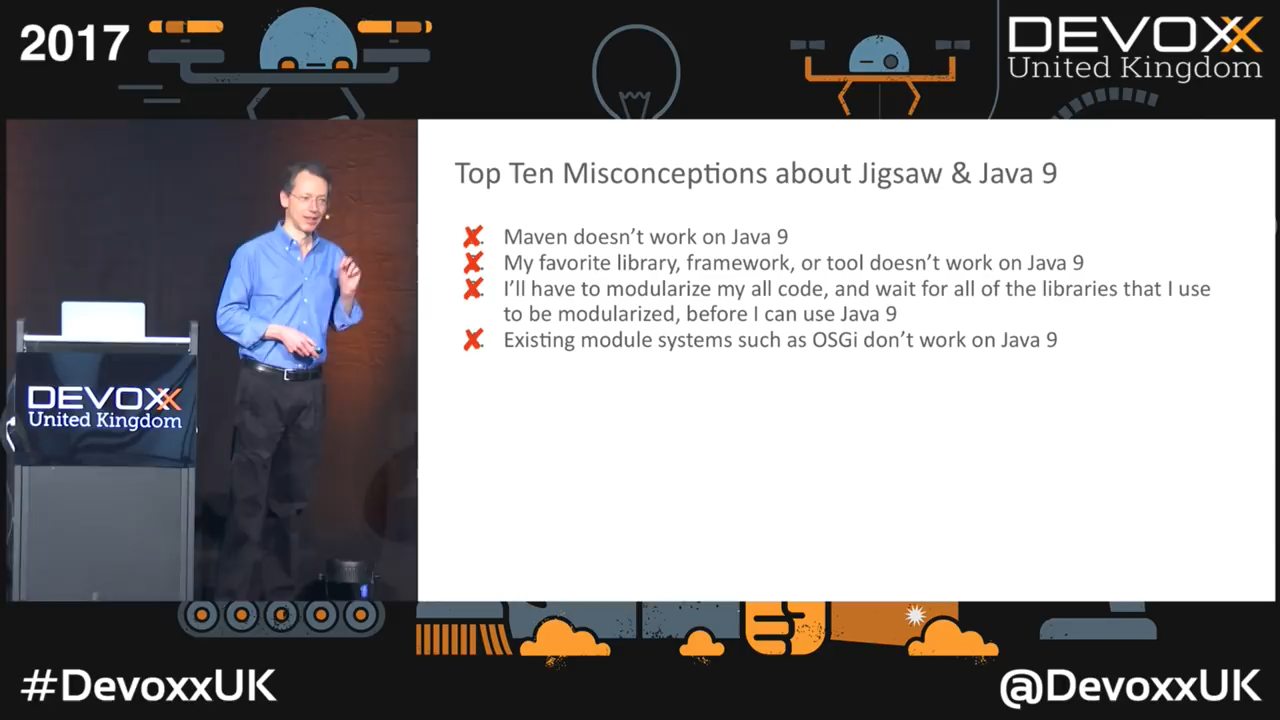 2017
DEVOXX
United Kingdom
Top Ten Misconceptions about Jigsaw & Java 9
Maven doesn't work on Java 9
My favorite library, framework, or tool doesn't work on Java 9
I'll have to modularize my all code, and wait for all of the libraries that I use
to be modularized, before I can use Java 9
Existing module systems such as OSGi don't work on Java 9
DEVOXX
United Kingdom
#DevoxxUK
@DevoxxUK